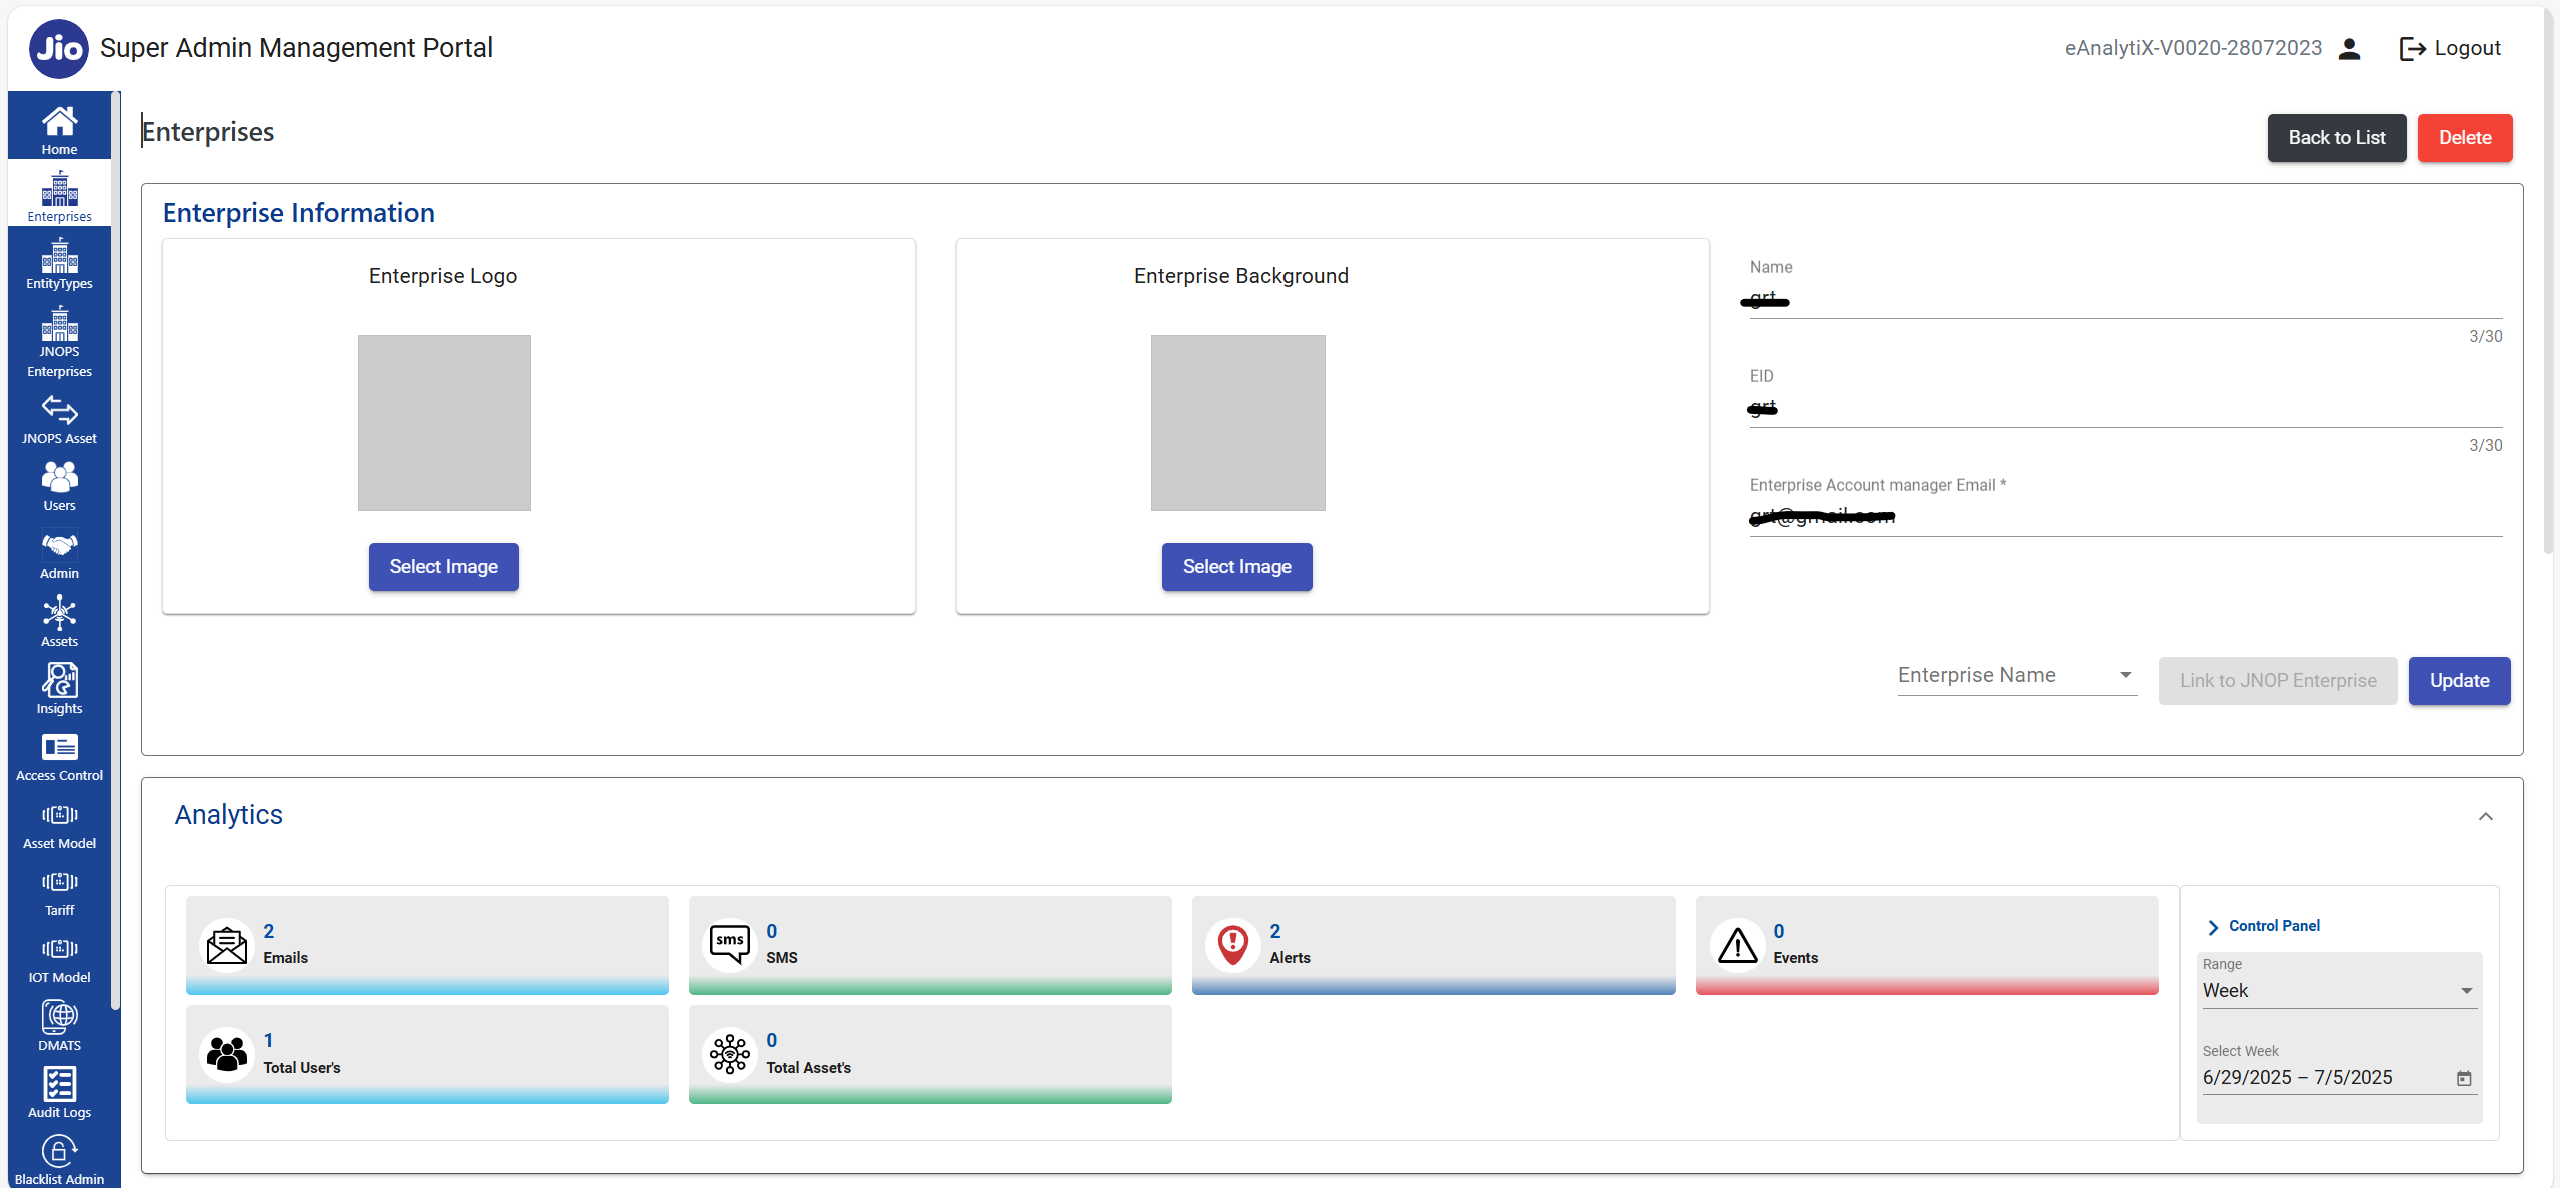 Jio Super Admin Management Portal
eAnalytiX-V0020-28072023 Logout
Home
Enterprises
EntityTypes
JNOPS
Enterprises
JNOPS Asset
Users
Admin
Assets
Insights
Access Control
Asset Model
Tariff
IOT Model
DMATS
Audit Logs
Blacklist Admin
Enterprises
Back to List Delete
Enterprise Information
Enterprise Logo
Select Image
Enterprise Background
Select Image
Name
3/30
EID
3/30
Enterprise Account manager Email *
Enterprise Name Link to JNOP Enterprise Update
Analytics
2
Emails
sms
0
SMS
2
Alerts
0
Events
1
Total User's
0
Total Asset's
Control Panel
Range
Week
Select Week
6/29/2025 – 7/5/2025